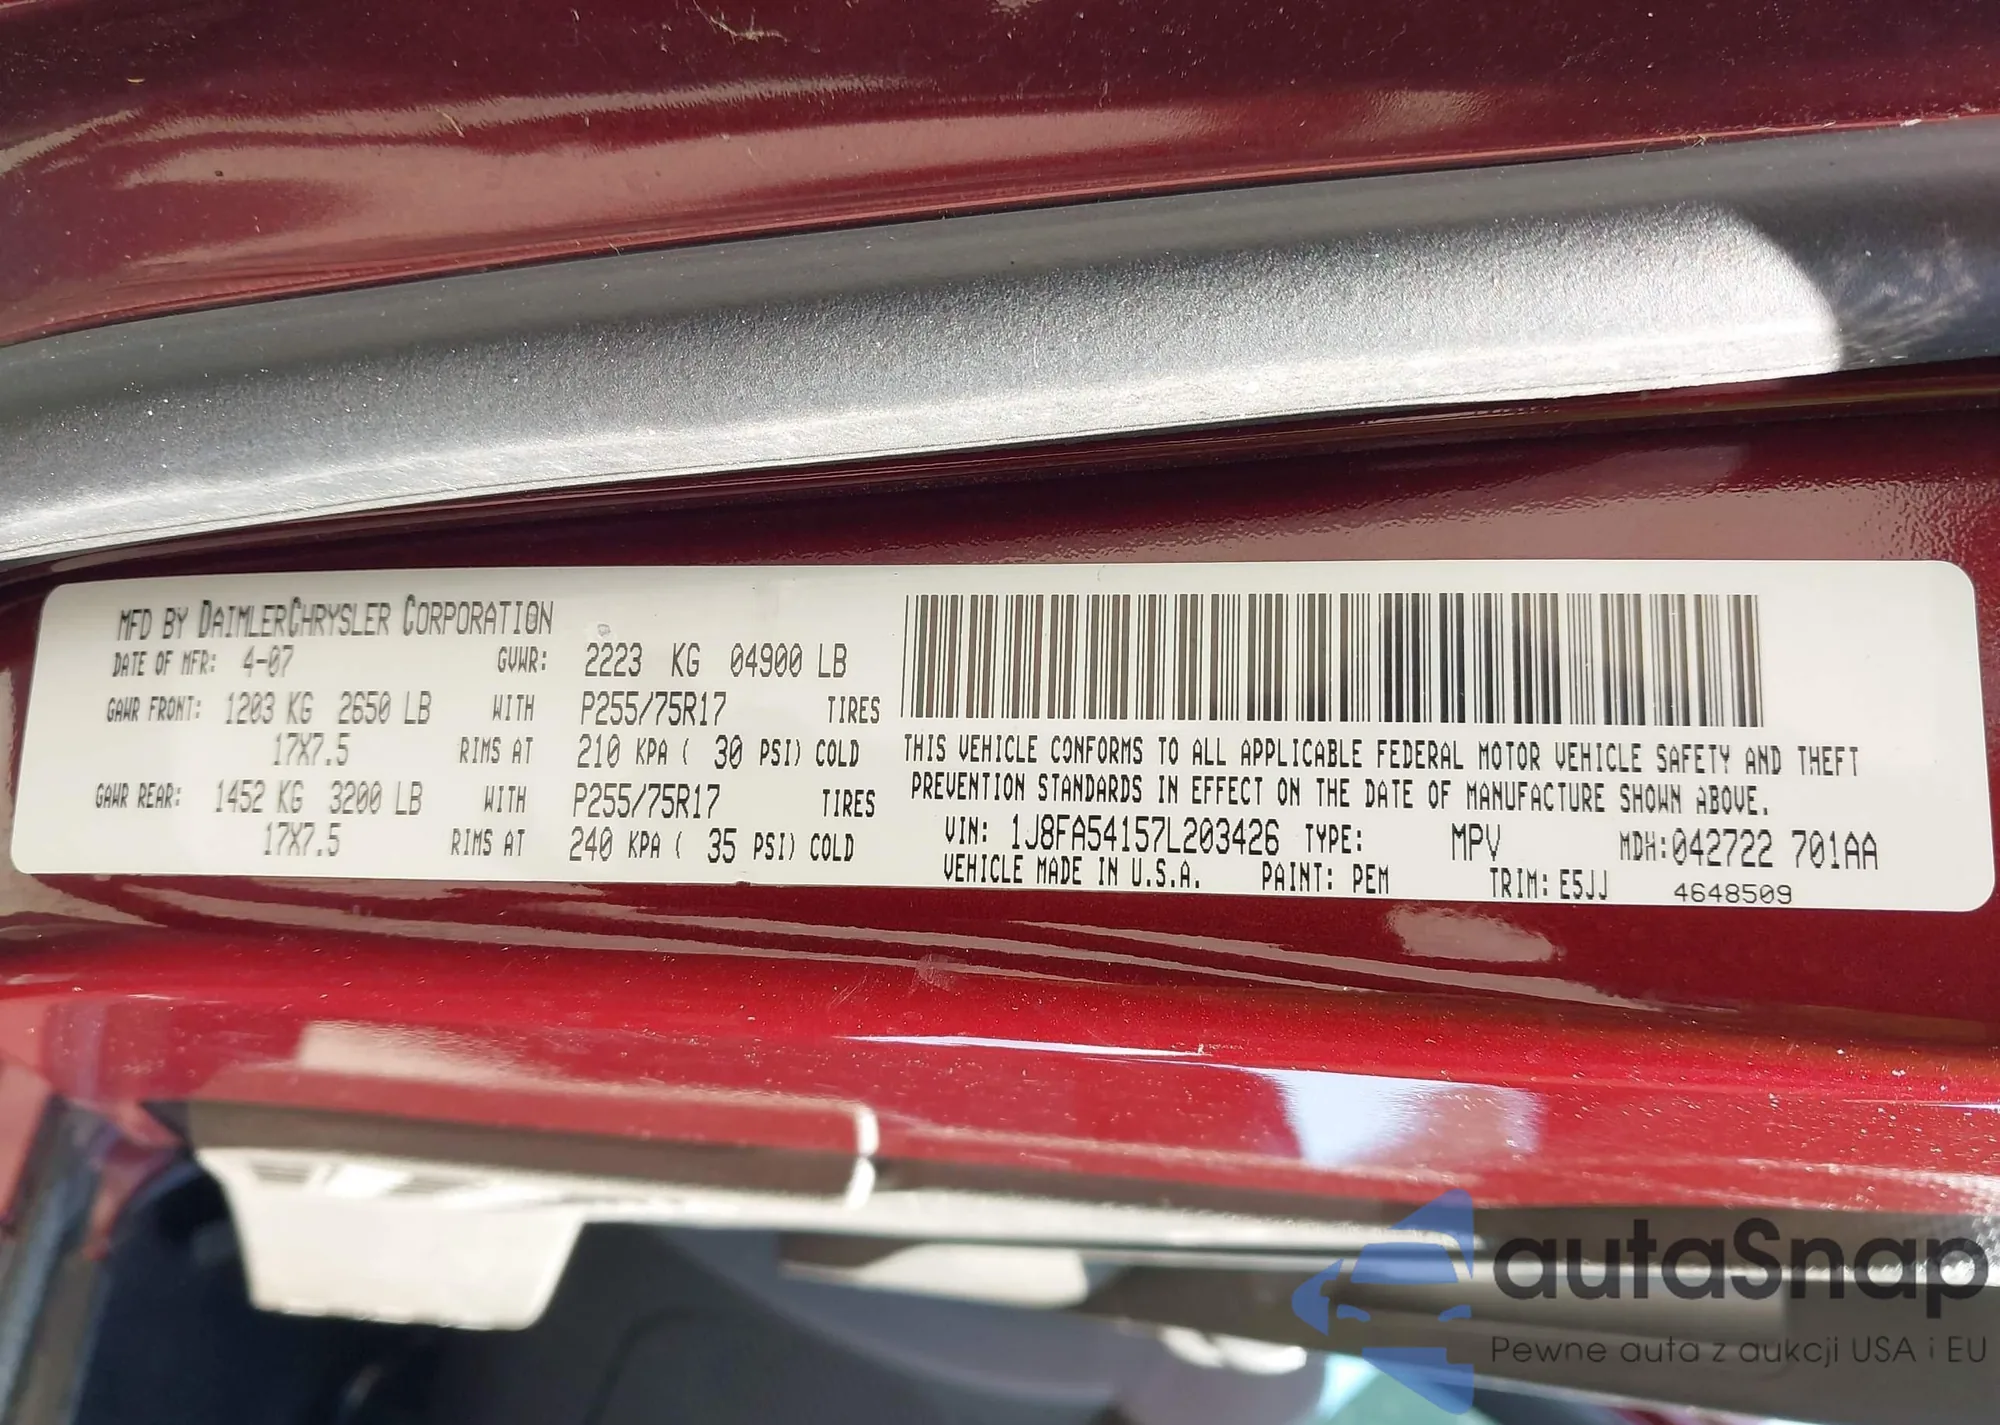 MFD BY DAIMLERCHRYSLER CORPORATION
DATE OF MFR: 4-07 GVWR: 2223 KG 04900 LB
GAWR FRONT: 1203 KG 2650 LB WITH P255/75R17 TIRES
17X7.5 RIMS AT 210 KPA ( 30 PSI) COLD
GAWR REAR: 1452 KG 3200 LB WITH P255/75R17 TIRES
17X7.5 RIMS AT 240 KPA ( 35 PSI) COLD
THIS VEHICLE CONFORMS TO ALL APPLICABLE FEDERAL MOTOR VEHICLE SAFETY AND THEFT
PREVENTION STANDARDS IN EFFECT ON THE DATE OF MANUFACTURE SHOWN ABOVE.
VIN: 1J8FA54157L203426 TYPE: MPV MDH:042722 701AA
VEHICLE MADE IN U.S.A. PAINT: PEM TRIM: E5JJ 4648509
autaSnap
Pewne auta z aukcji USA i EU